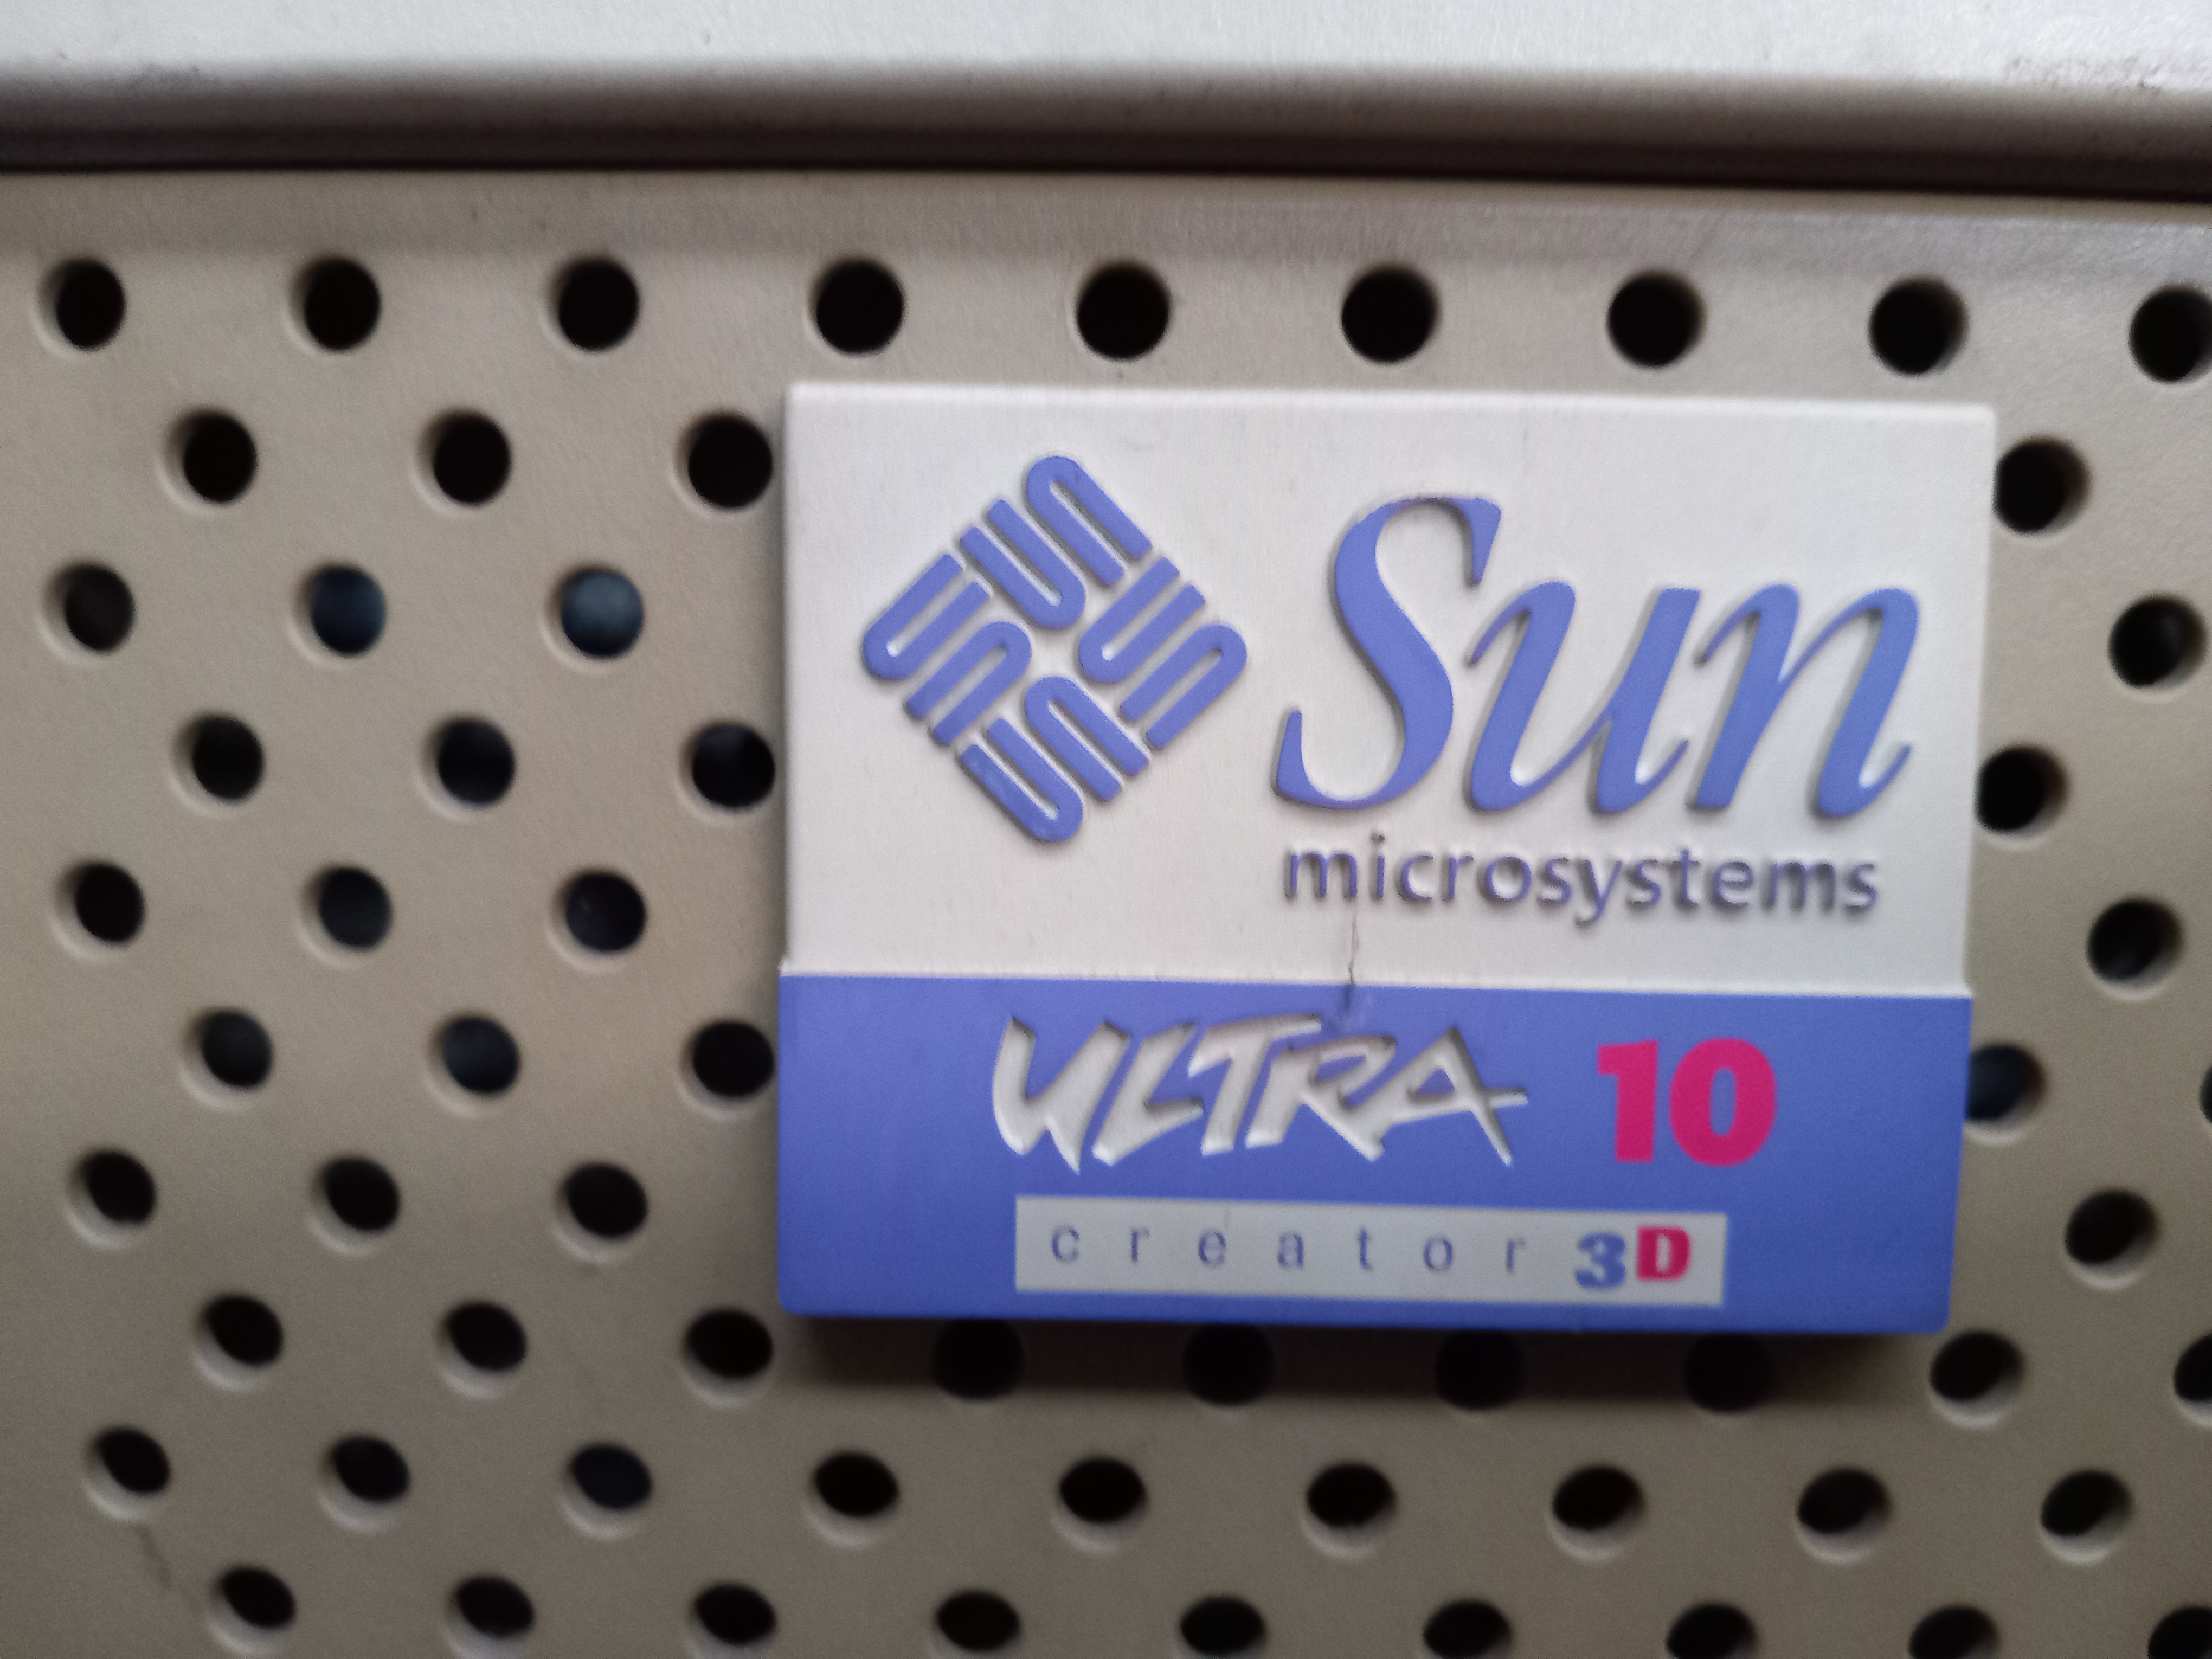 Sun
microsystems
ULTRA 10
creator 3D